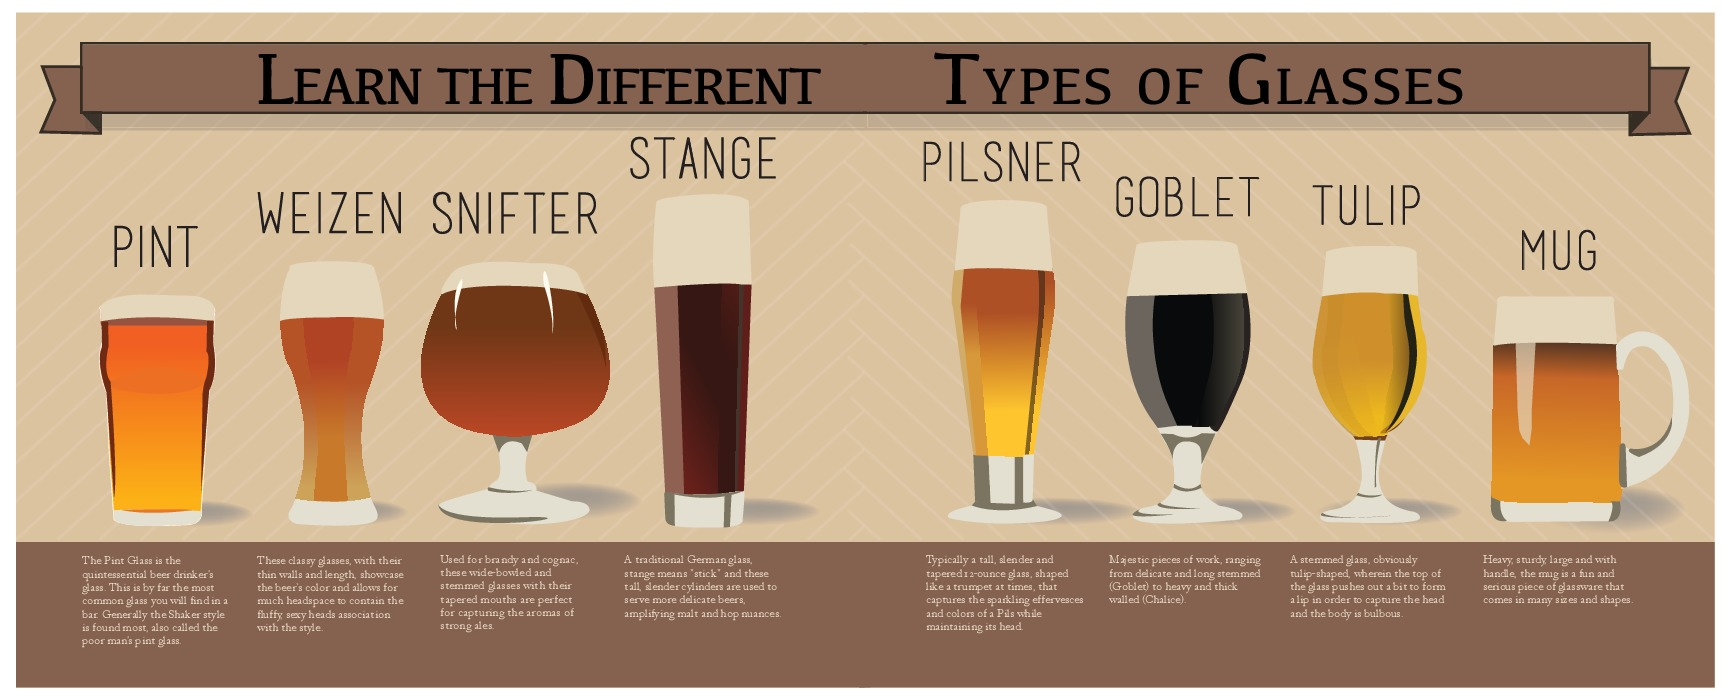 Learn the Different Types of Glasses
PINT
WEIZEN
SNIFTER
STANGE
PILSNER
GOBLET
TULIP
MUG
The Pint Glass is the
quintessential beer drinker's
glass. This is by far the most
common glass you will find in a
bar. Generally the Shaker style
is found most, also called the
poor man's pint glass.
These classy glasses, with their
thin walls and length, showcase
the beer's color and allows for
much headspace to contain the
fluffy, sexy heads association
with the style.
Used for brandy and cognac,
these wide-bowled and
stemmed glasses with their
tapered mouths are perfect
for capturing the aromas of
strong ales.
A traditional German glass,
stange means "stick" and these
tall, slender cylinders are used to
serve more delicate beers,
amplifying malt and hop nuances.
Typically a tall, slender and
tapered 12-ounce glass, shaped
like a trumpet at times, that
captures the sparkling effervesces
and colors of a Pils while
maintaining its head.
Majestic pieces of work, ranging
from delicate and long stemmed
(Goblet) to heavy and thick
walled (Chalice).
A stemmed glass, obviously
tulip-shaped, wherein the top of
the glass pushes out a bit to form
a lip in order to capture the head
and the body is bulbous.
Heavy, sturdy, large and with
handle, the mug is a fun and
serious piece of glassware that
comes in many sizes and shapes.